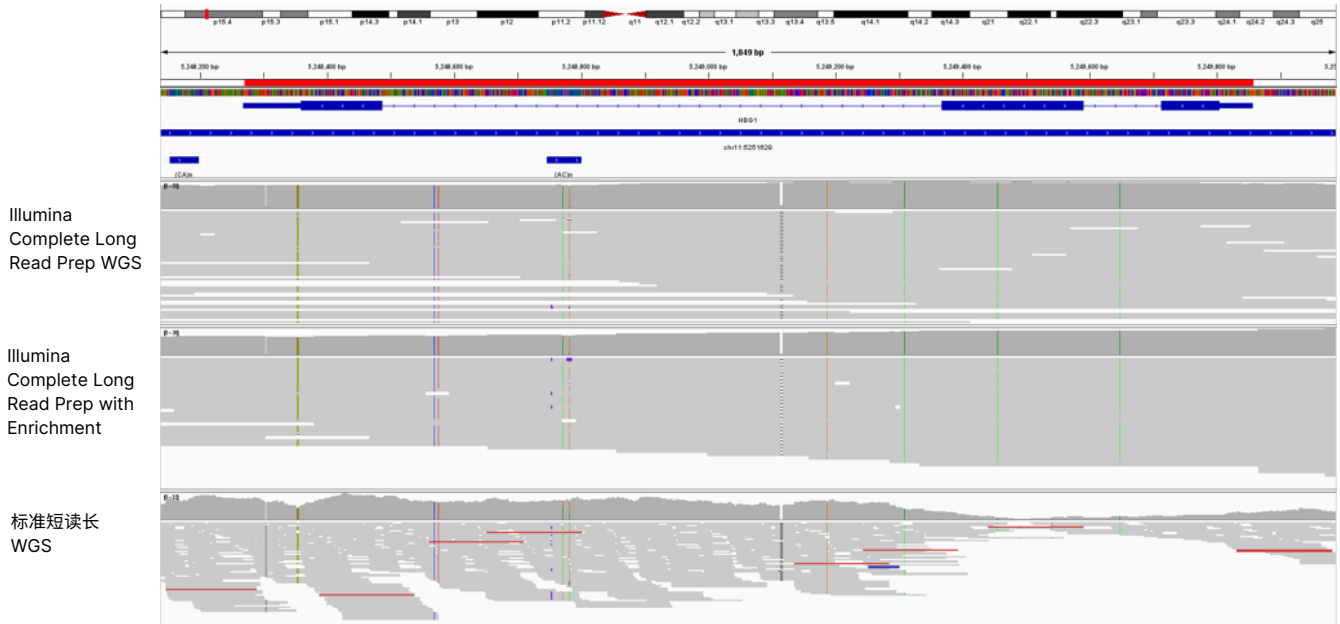 p15.4 p15.3 p15.1 p14.3 p14.1 p13 p12 p11.2 p11.12 q11 q12.1 q12.2 q13.1 q13.3 q13.4 q13.5 q14.1 q14.2 q14.3 q21 q22.1 q22.3 q23.1 q23.3 q24.1 q24.2 q24.3 q25
1,849 bp
5,248,200 bp 5,248,400 bp 5,248,600 bp 5,248,800 bp 5,249,000 bp 5,249,200 bp 5,249,400 bp 5,249,600 bp 5,249,800 bp
HBG1
(CA)n (AC)n
Illumina
Complete Long
Read Prep WGS
Illumina
Complete Long
Read Prep with
Enrichment
标准短读长
WGS